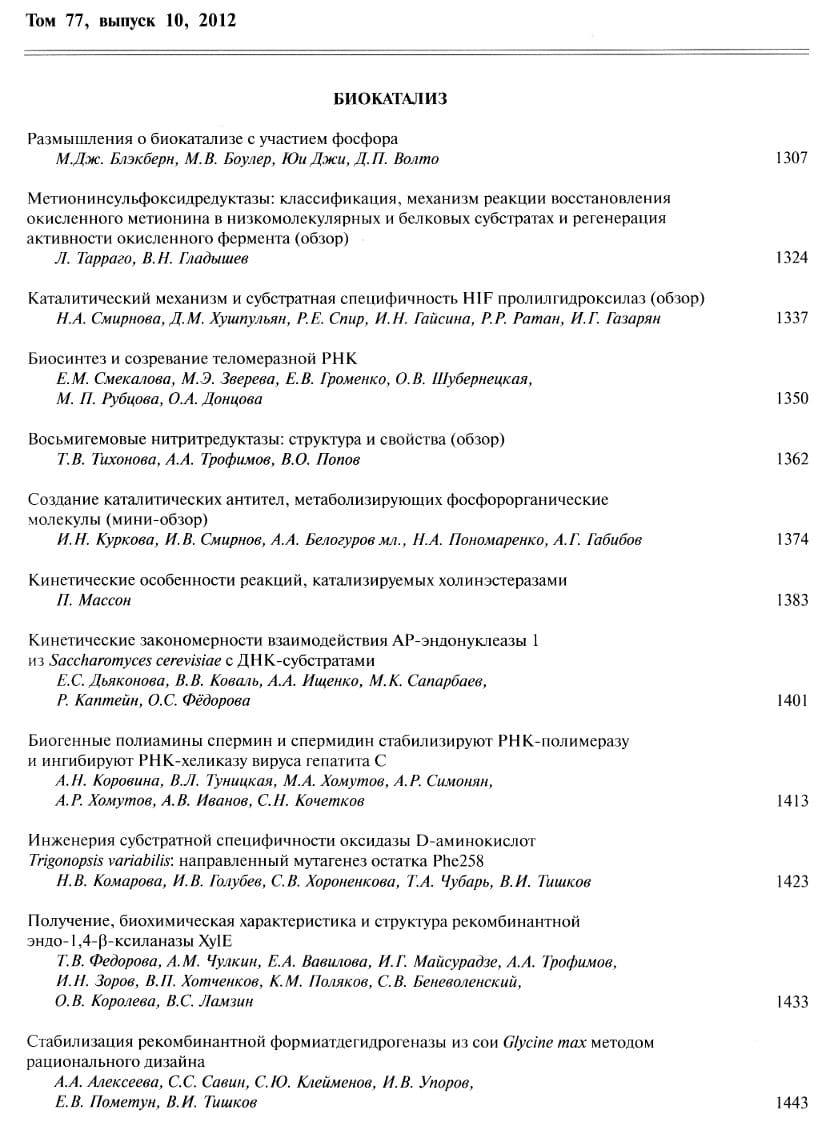 Том 77, выпуск 10, 2012
БИОКАТАЛИЗ
Размышления о биокатализе с участием фосфора
М.Дж. Блэкберн, М.В. Боулер, Юи Джи, Д.П. Волто 1307
Метионинсульфоксидредуктазы: классификация, механизм реакции восстановления
окисленного метионина в низкомолекулярных и белковых субстратах и регенерация
активности окисленного фермента (обзор)
Л. Тарраго, В.Н. Гладышев 1324
Каталитический механизм и субстратная специфичность HIF пролилгидроксилаз (обзор)
Н.А. Смирнова, Д.М. Хушпульян, Р.Е. Спир, И.Н. Гайсина, Р.Р. Ратан, И.Г. Газарян 1337
Биосинтез и созревание теломеразной РНК
Е.М. Смекалова, М.Э. Зверева, Е.В. Громенко, О.В. Шубернецкая,
М. П. Рубцова, О.А. Донцова 1350
Восьмигемовые нитритредуктазы: структура и свойства (обзор)
Т.В. Тихонова, А.А. Трофимов, В.О. Попов 1362
Создание каталитических антител, метаболизирующих фосфорорганические
молекулы (мини-обзор)
И.Н. Куркова, И.В. Смирнов, А.А. Белогуров мл., Н.А. Пономаренко, А.Г. Габибов 1374
Кинетические особенности реакций, катализируемых холинэстеразами
П. Массон 1383
Кинетические закономерности взаимодействия АР-эндонуклеазы 1
из Saccharomyces cerevisiae с ДНК-субстратами
Е.С. Дьяконова, В.В. Коваль, А.А. Ищенко, М.К. Сапарбаев,
Р. Каптейн, О.С. Фёдорова 1401
Биогенные полиамины спермин и спермидин стабилизируют РНК-полимеразу
и ингибируют РНК-хеликазу вируса гепатита С
А.Н. Коровина, В.Л. Туницкая, М.А. Хомутов, А.Р. Симонян,
А.Р. Хомутов, А.В. Иванов, С.Н. Кочетков 1413
Инженерия субстратной специфичности оксидазы D-аминокислот
Trigonopsis variabilis: направленный мутагенез остатка Phe258
Н.В. Комарова, И.В. Голубев, С.В. Хороненкова, Т.А. Чубарь, В.И. Тишков 1423
Получение, биохимическая характеристика и структура рекомбинантной
эндо-1,4-β-ксиланазы XylE
Т.В. Федорова, А.М. Чулкин, Е.А. Вавилова, И.Г. Майсурадзе, А.А. Трофимов,
И.Н. Зоров, В.П. Хотченков, К.М. Поляков, С.В. Беневоленский,
О.В. Королева, В.С. Ламзин 1433
Стабилизация рекомбинантной формиатдегидрогеназы из сои Glycine max методом
рационального дизайна
А.А. Алексеева, С.С. Савин, С.Ю. Клейменов, И.В. Упоров,
Е.В. Пометун, В.И. Тишков 1443